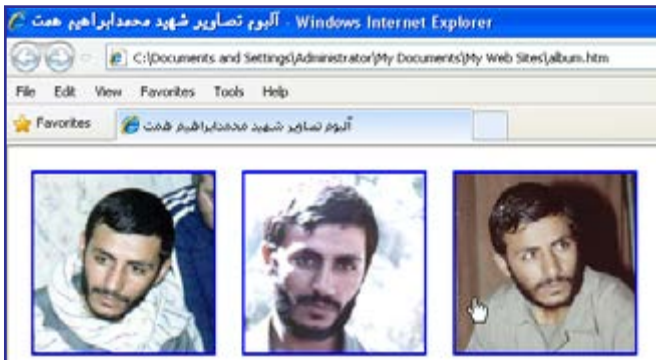 آلبوم تصاویر شهید محمدابراهیم همت - Windows Internet Explorer
C:\Documents and Settings\Administrator\My Documents\My Web Sites\album.htm
File Edit View Favorites Tools Help
Favorites آلبوم تصاویر شهید محمدابراهیم همت